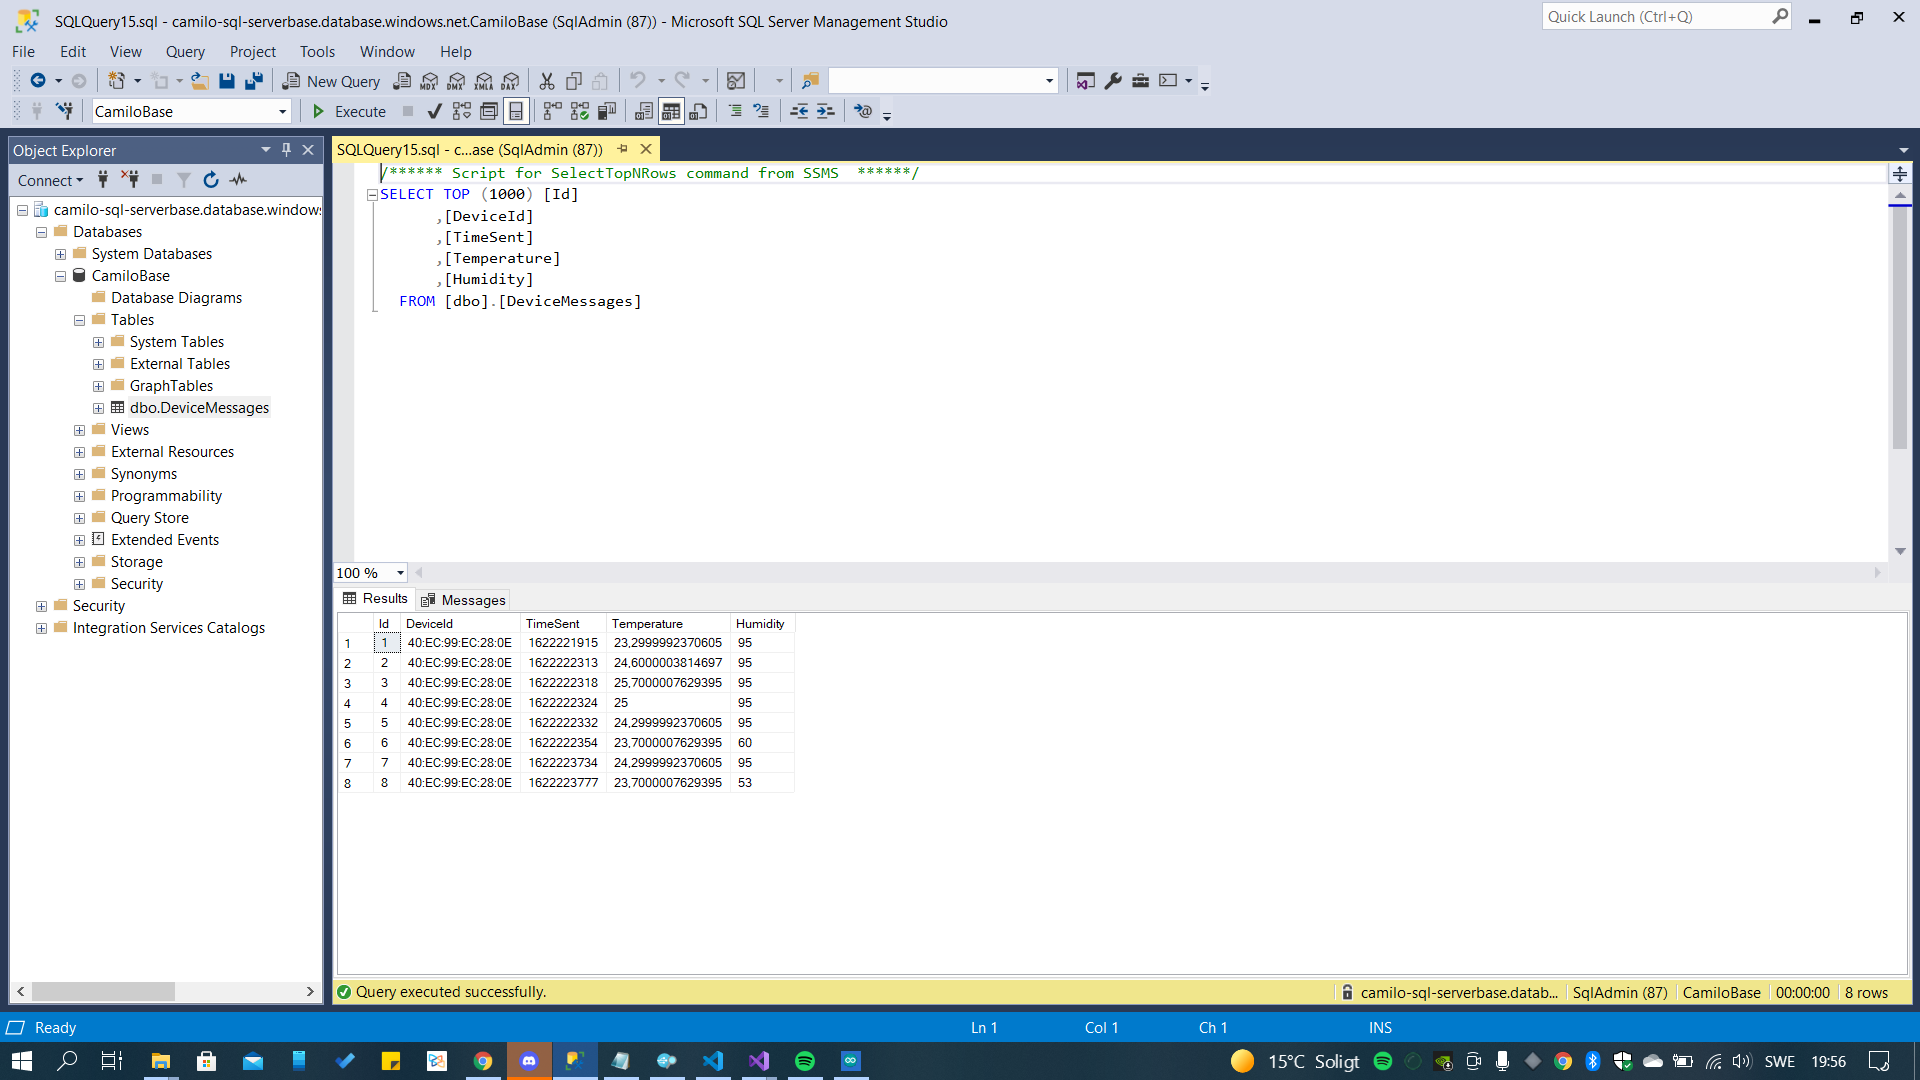 SQLQuery15.sql - camilo-sql-serverbase.database.windows.net.CamiloBase (SqlAdmin (87)) - Microsoft SQL Server Management Studio
Quick Launch (Ctrl+Q)
File Edit View Query Project Tools Window Help
New Query MDX DMX XMLA DAX
CamiloBase Execute
Object Explorer
SQLQuery15.sql - c...ase (SqlAdmin (87))
Connect
camilo-sql-serverbase.database.windows
Databases
System Databases
CamiloBase
Database Diagrams
Tables
System Tables
External Tables
GraphTables
dbo.DeviceMessages
Views
External Resources
Synonyms
Programmability
Query Store
Extended Events
Storage
Security
Security
Integration Services Catalogs
/****** Script for SelectTopNRows command from SSMS ******/
SELECT TOP (1000) [Id]
,[DeviceId]
,[TimeSent]
,[Temperature]
,[Humidity]
FROM [dbo].[DeviceMessages]
100 %
Results Messages
Id DeviceId TimeSent Temperature Humidity
1 1 40:EC:99:EC:28:0E 1622221915 23,2999992370605 95
2 2 40:EC:99:EC:28:0E 1622222313 24,6000003814697 95
3 3 40:EC:99:EC:28:0E 1622222318 25,7000007629395 95
4 4 40:EC:99:EC:28:0E 1622222324 25 95
5 5 40:EC:99:EC:28:0E 1622222332 24,2999992370605 95
6 6 40:EC:99:EC:28:0E 1622222354 23,7000007629395 60
7 7 40:EC:99:EC:28:0E 1622223734 24,2999992370605 95
8 8 40:EC:99:EC:28:0E 1622223777 23,7000007629395 53
Query executed successfully.
camilo-sql-serverbase.datab... SqlAdmin (87) CamiloBase 00:00:00 8 rows
Ready Ln 1 Col 1 Ch 1 INS
15°C Soligt SWE 19:56